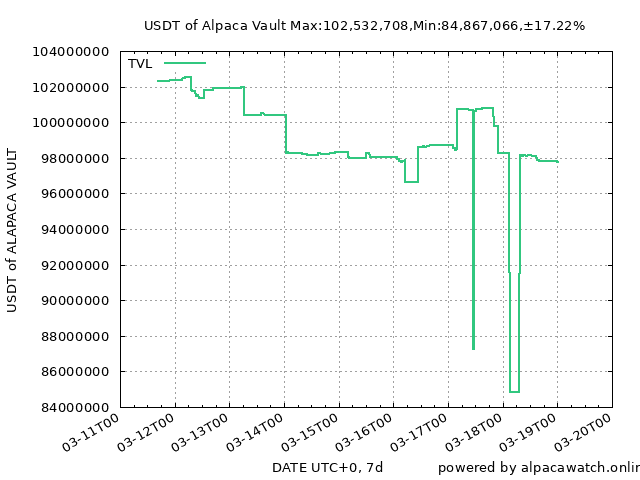 USDT of Alpaca Vault Max:102,532,708,Min:84,867,066,±17.22%
TVL
104000000
102000000
100000000
98000000
96000000
94000000
92000000
90000000
88000000
86000000
84000000
USDT of ALAPACA VAULT
03-11T00
03-12T00
03-13T00
03-14T00
03-15T00
03-16T00
03-17T00
03-18T00
03-19T00
03-20T00
DATE UTC+0, 7d
powered by alpacawatch.onlin